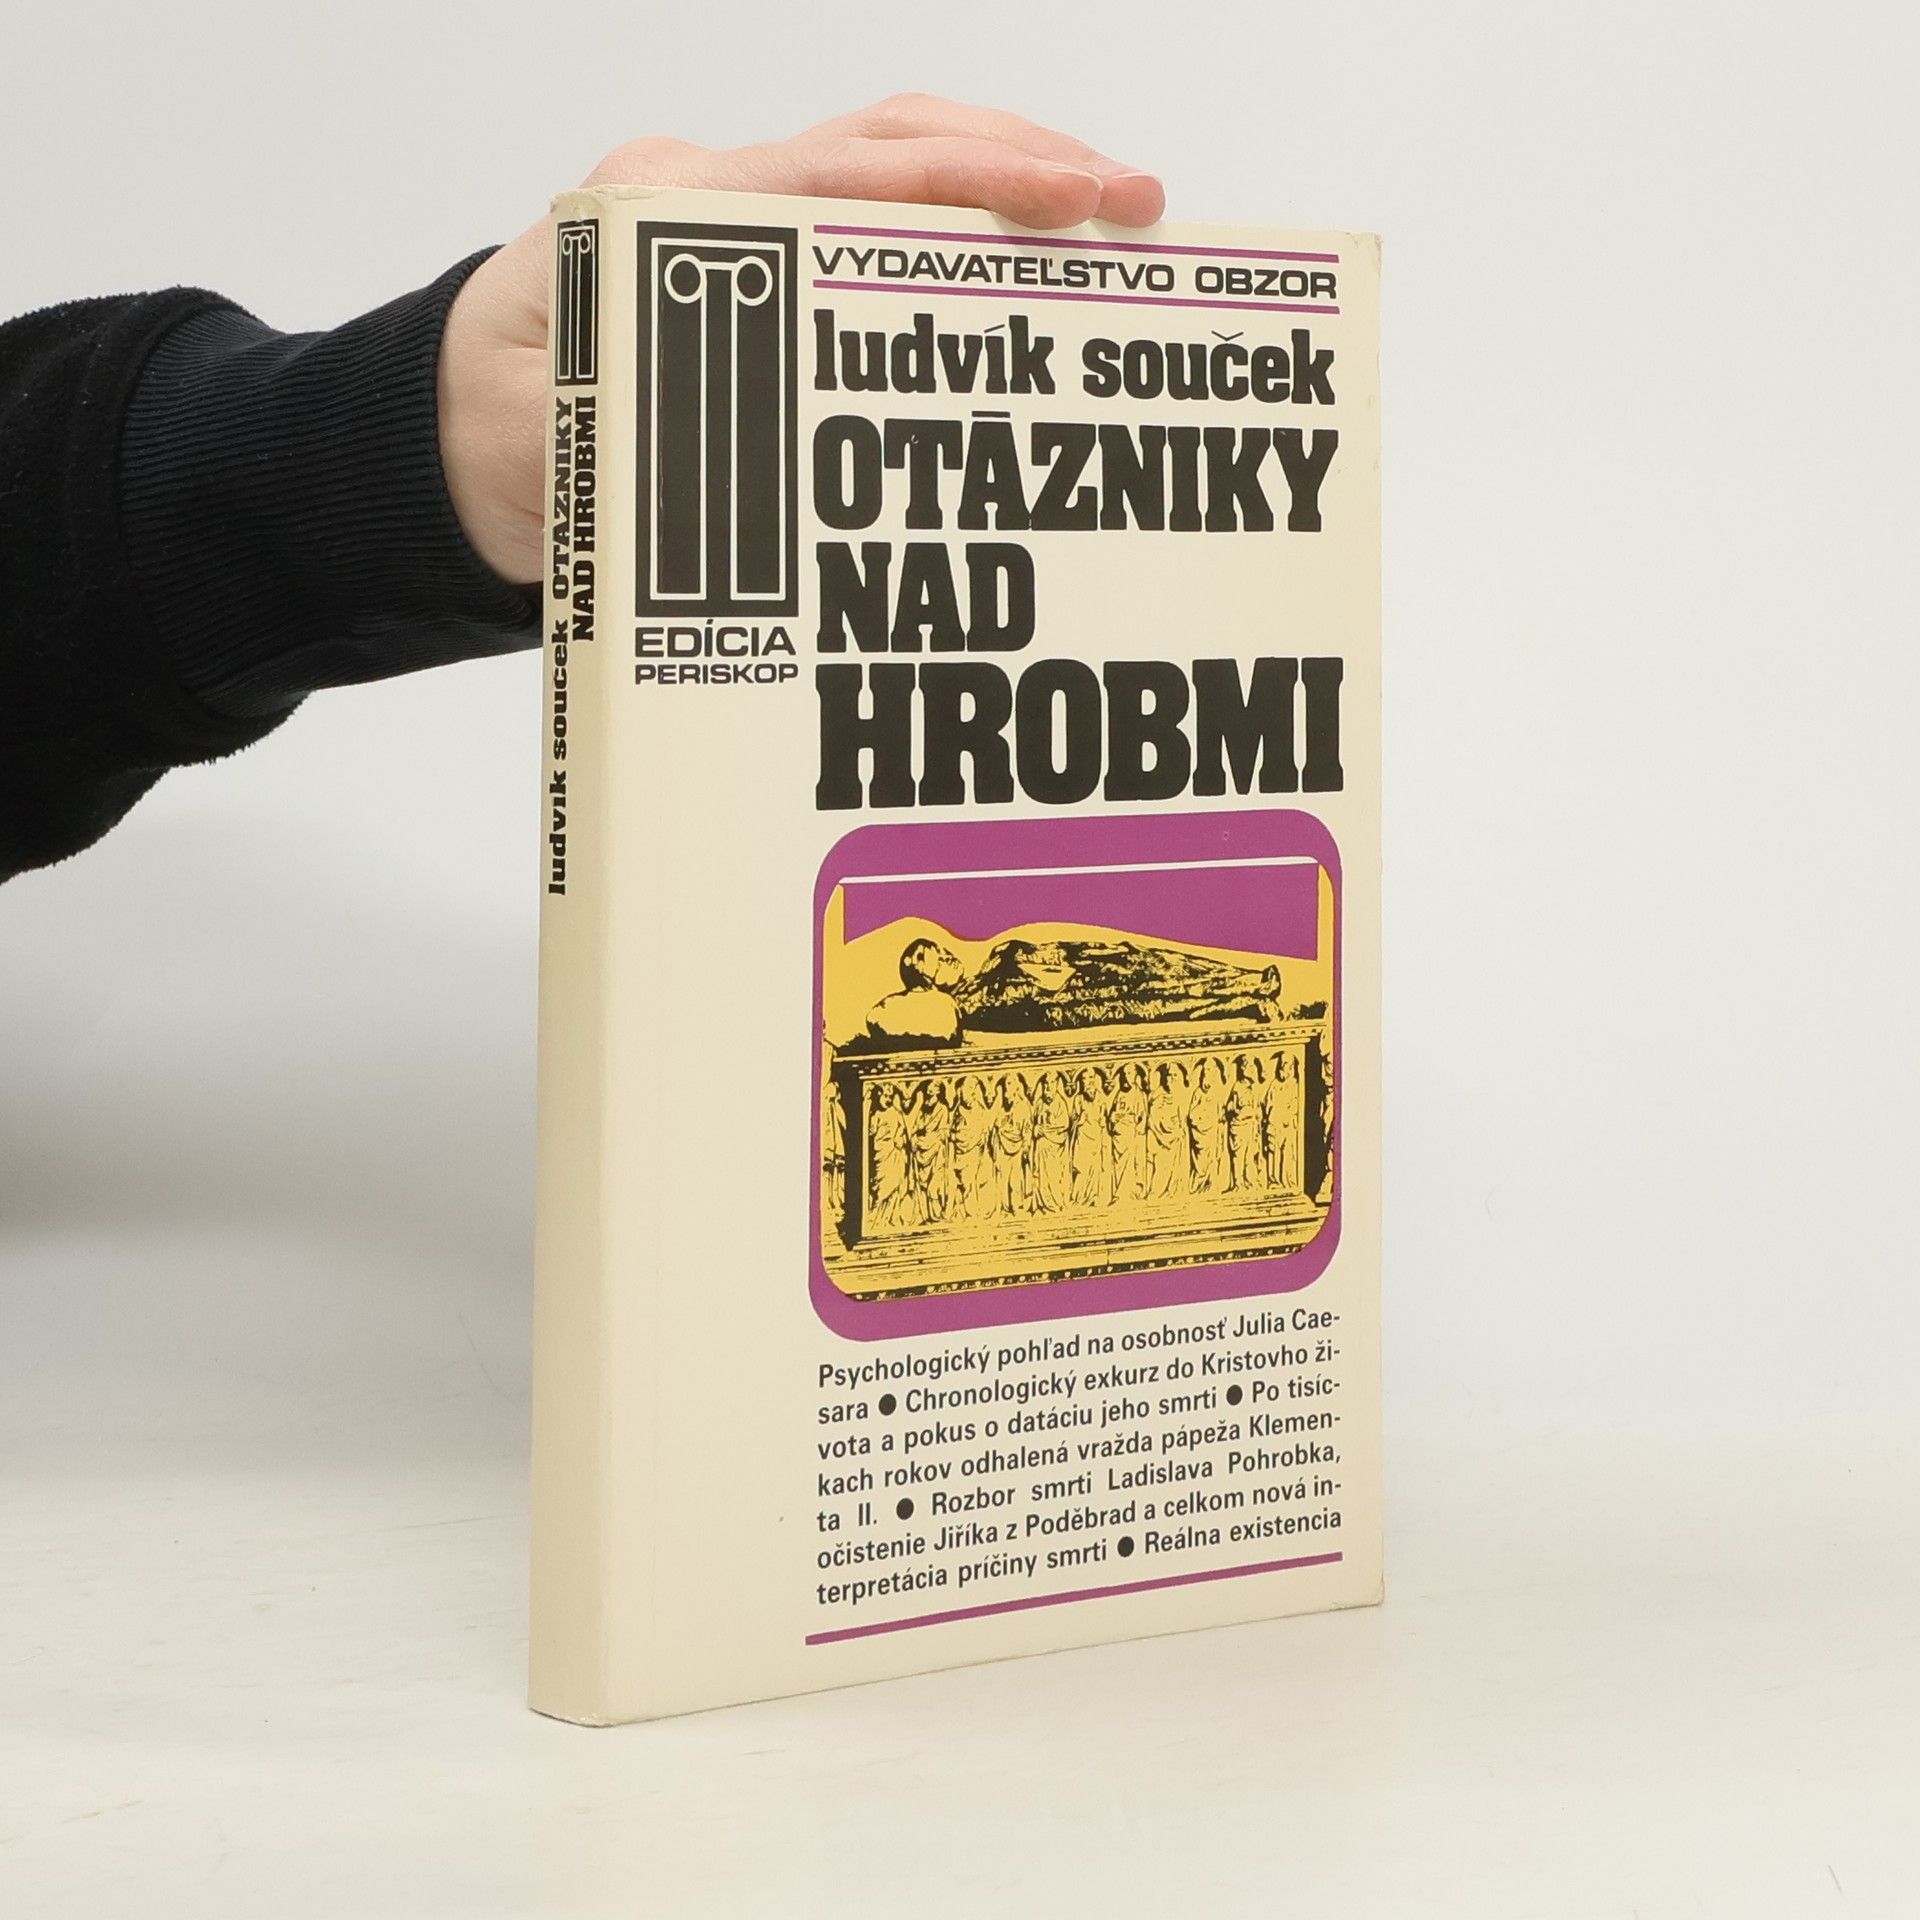 VYDAVATEĽSTVO OBZOR
ludvík souček
OTÁZNIKY
NAD
HROBMI
EDÍCIA
PERISKOP
Psychologický pohľad na osobnosť Julia Cae-
sara ● Chronologický exkurz do Kristovho ži-
vota a pokus o datáciu jeho smrti ● Po tisíc-
kach rokov odhalená vražda pápeža Klemen-
ta II. ● Rozbor smrti Ladislava Pohrobka,
očistenie Jiříka z Poděbrad a celkom nová in-
terpretácia príčiny smrti ● Reálna existencia
ludvík souček OTÁZNIKY
NAD HROBMI